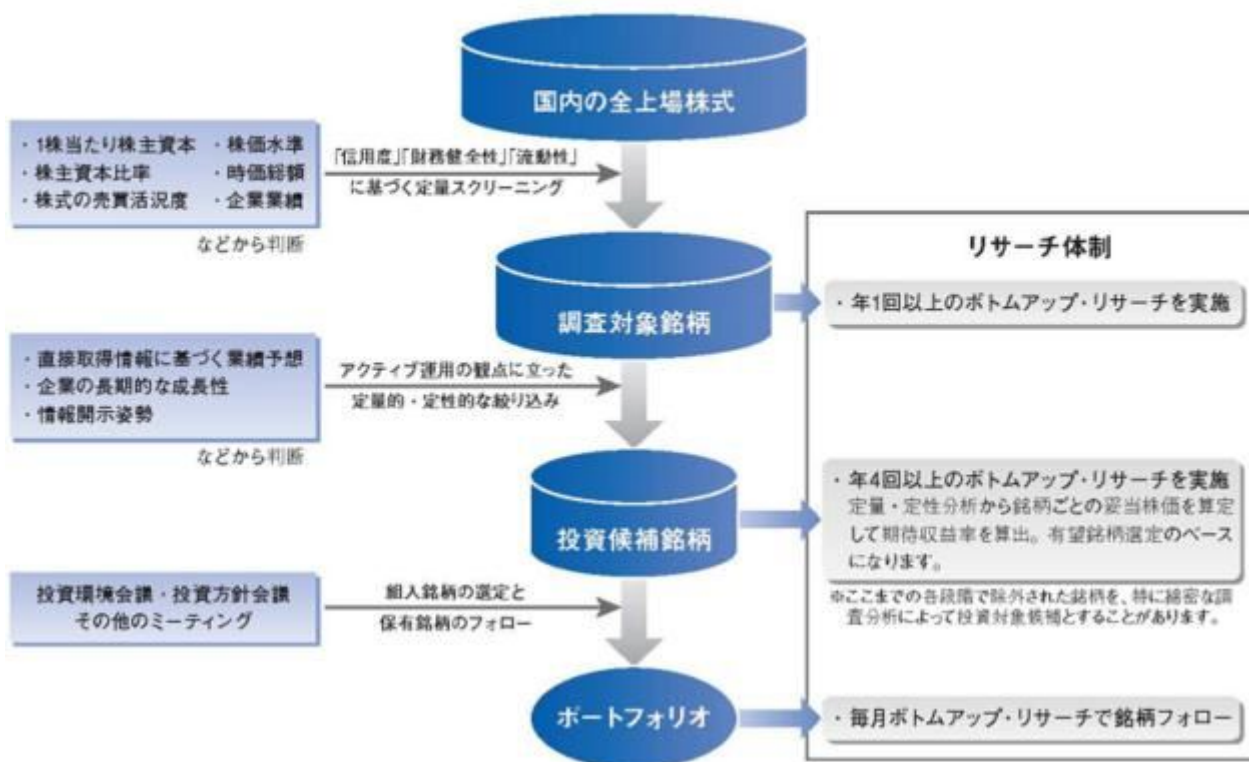 国内の全上場株式
・1株当たり株主資本 ・株価水準
・株主資本比率 ・時価総額
・株式の売買活況度 ・企業業績
などから判断
「信用度」「財務健全性」「流動性」
に基づく定量スクリーニング
リサーチ体制
調査対象銘柄
・年1回以上のボトムアップ・リサーチを実施
・直接取得情報に基づく業績予想
・企業の長期的な成長性
・情報開示姿勢
などから判断
アクティブ運用の観点に立った
定量的・定性的な絞り込み
投資候補銘柄
・年4回以上のボトムアップ・リサーチを実施
定量・定性分析から銘柄ごとの妥当株価を算定
して期待収益率を算出。有望銘柄選定のベース
になります。
※ここまでの各段階で除外された銘柄を、特に綿密な調
査分析によって投資対象候補とすることがあります。
投資環境会議・投資方針会議
その他のミーティング
組入銘柄の選定と
保有銘柄のフォロー
ポートフォリオ
・毎月ボトムアップ・リサーチで銘柄フォロー